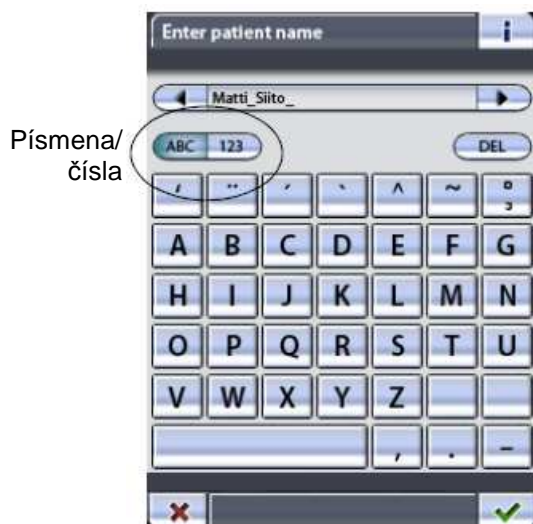 Enter patient name i
Matti_Siito_
Písmena/
čísla
ABC 123 DEL
' ¨ ´ ` ^ ~ º ɜ
A B C D E F G
H I J K L M N
O P Q R S T U
V W X Y Z
, . –